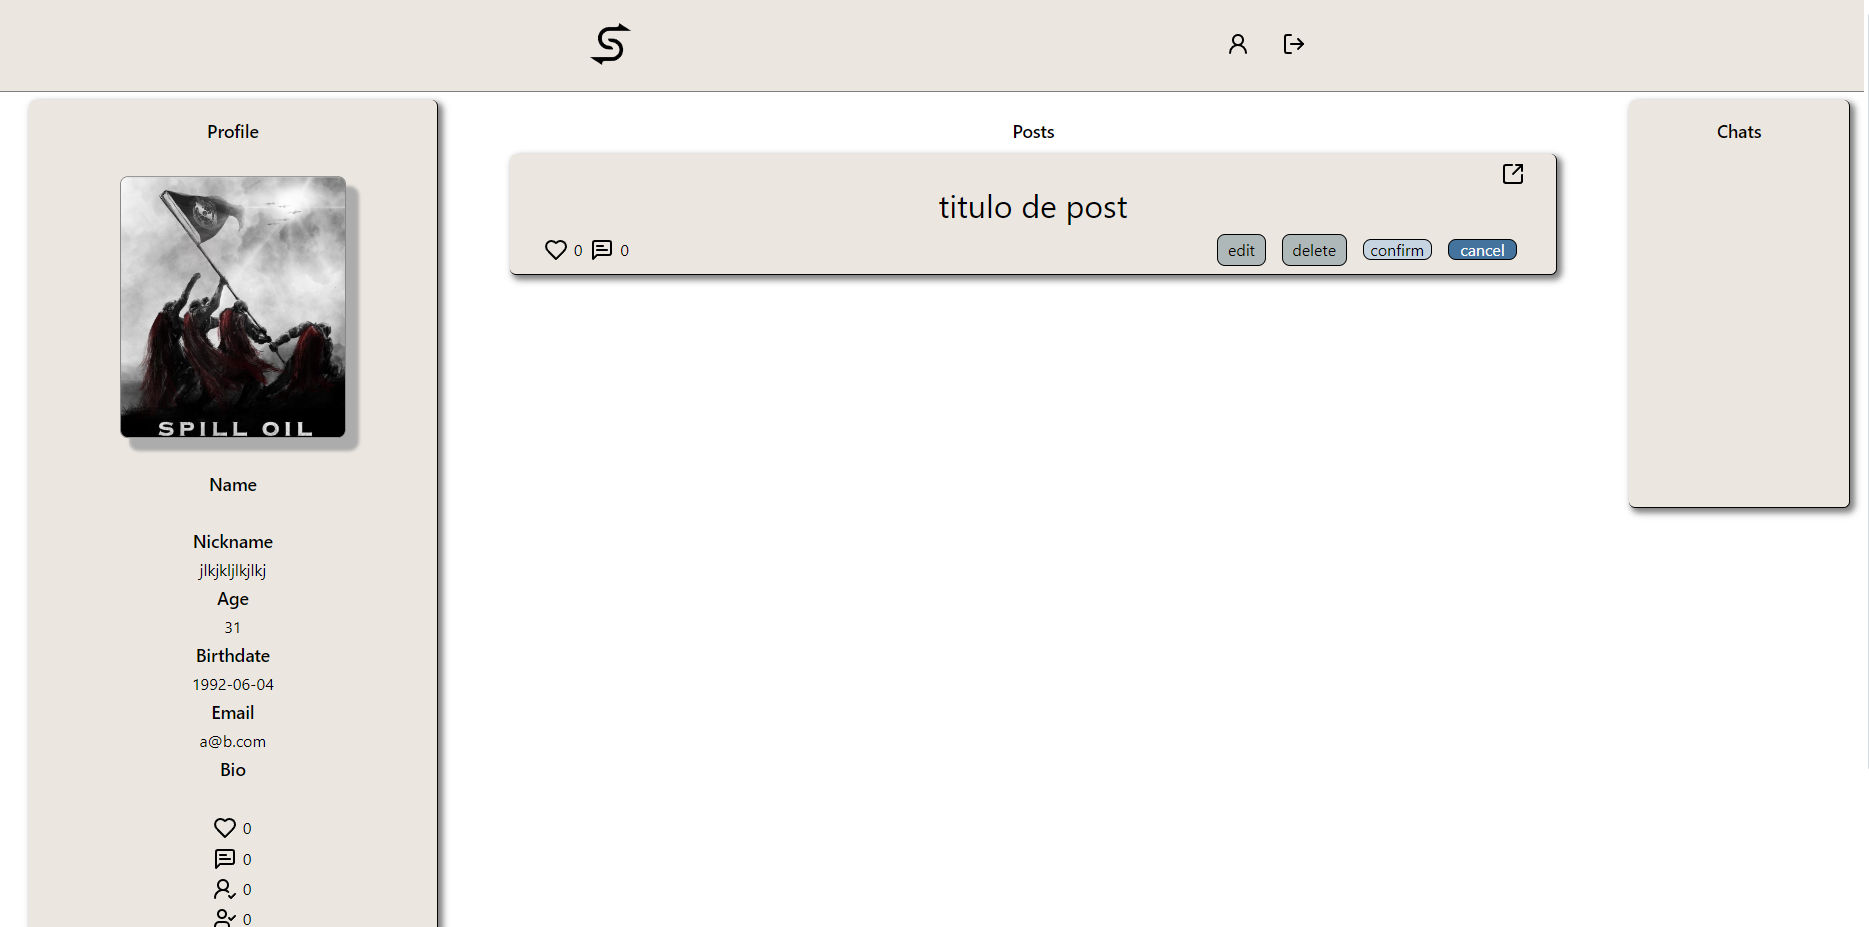 Profile
SPILL OIL
Name
Nickname
jlkjkljlkjlkj
Age
31
Birthdate
1992-06-04
Email
a@b.com
Bio
0
0
0
0
Posts
titulo de post
0 0 edit delete confirm cancel
Chats